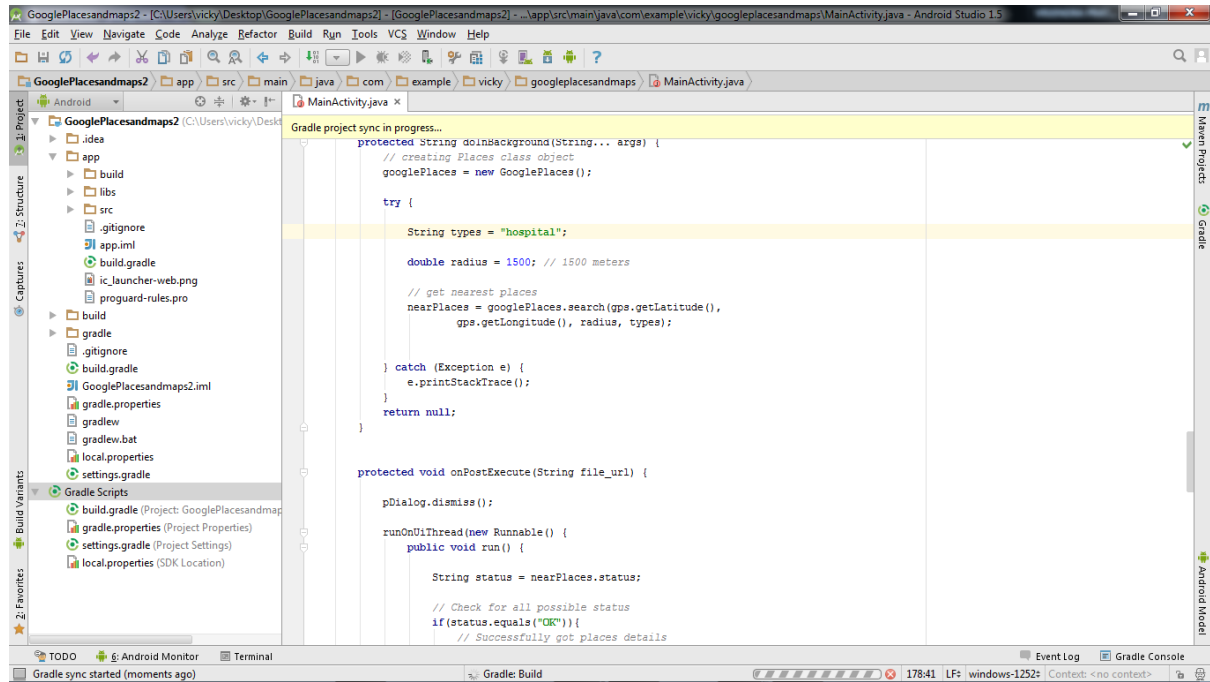 GooglePlacesandmaps2 - [C:\Users\vicky\Desktop\GooglePlacesandmaps2] - [GooglePlacesandmaps2] - ...\app\src\main\java\com\example\vicky\googleplacesandmaps\MainActivity.java - Android Studio 1.5
File Edit View Navigate Code Analyze Refactor Build Run Tools VCS Window Help
GooglePlacesandmaps2 app src main java com example vicky googleplacesandmaps MainActivity.java
Android
MainActivity.java
1: Project
7: Structure
Captures
Build Variants
2: Favorites
GooglePlacesandmaps2 (C:\Users\vicky\Deskt
.idea
app
build
libs
src
.gitignore
app.iml
build.gradle
ic_launcher-web.png
proguard-rules.pro
build
gradle
.gitignore
build.gradle
GooglePlacesandmaps2.iml
gradle.properties
gradlew
gradlew.bat
local.properties
settings.gradle
Gradle Scripts
build.gradle (Project: GooglePlacesandmap
gradle.properties (Project Properties)
settings.gradle (Project Settings)
local.properties (SDK Location)
Gradle project sync in progress...
protected String doInBackground(String... args) {
// creating Places class object
googlePlaces = new GooglePlaces();
try {
String types = "hospital";
double radius = 1500; // 1500 meters
// get nearest places
nearPlaces = googlePlaces.search(gps.getLatitude(),
gps.getLongitude(), radius, types);
} catch (Exception e) {
e.printStackTrace();
}
return null;
}
protected void onPostExecute(String file_url) {
pDialog.dismiss();
runOnUiThread(new Runnable() {
public void run() {
String status = nearPlaces.status;
// Check for all possible status
if(status.equals("OK")){
// Successfully got places details
m
Maven Projects
Gradle
Android Model
TODO 6: Android Monitor Terminal Event Log Gradle Console
Gradle sync started (moments ago) Gradle: Build 178:41 LF÷ windows-1252÷ Context: <no context>